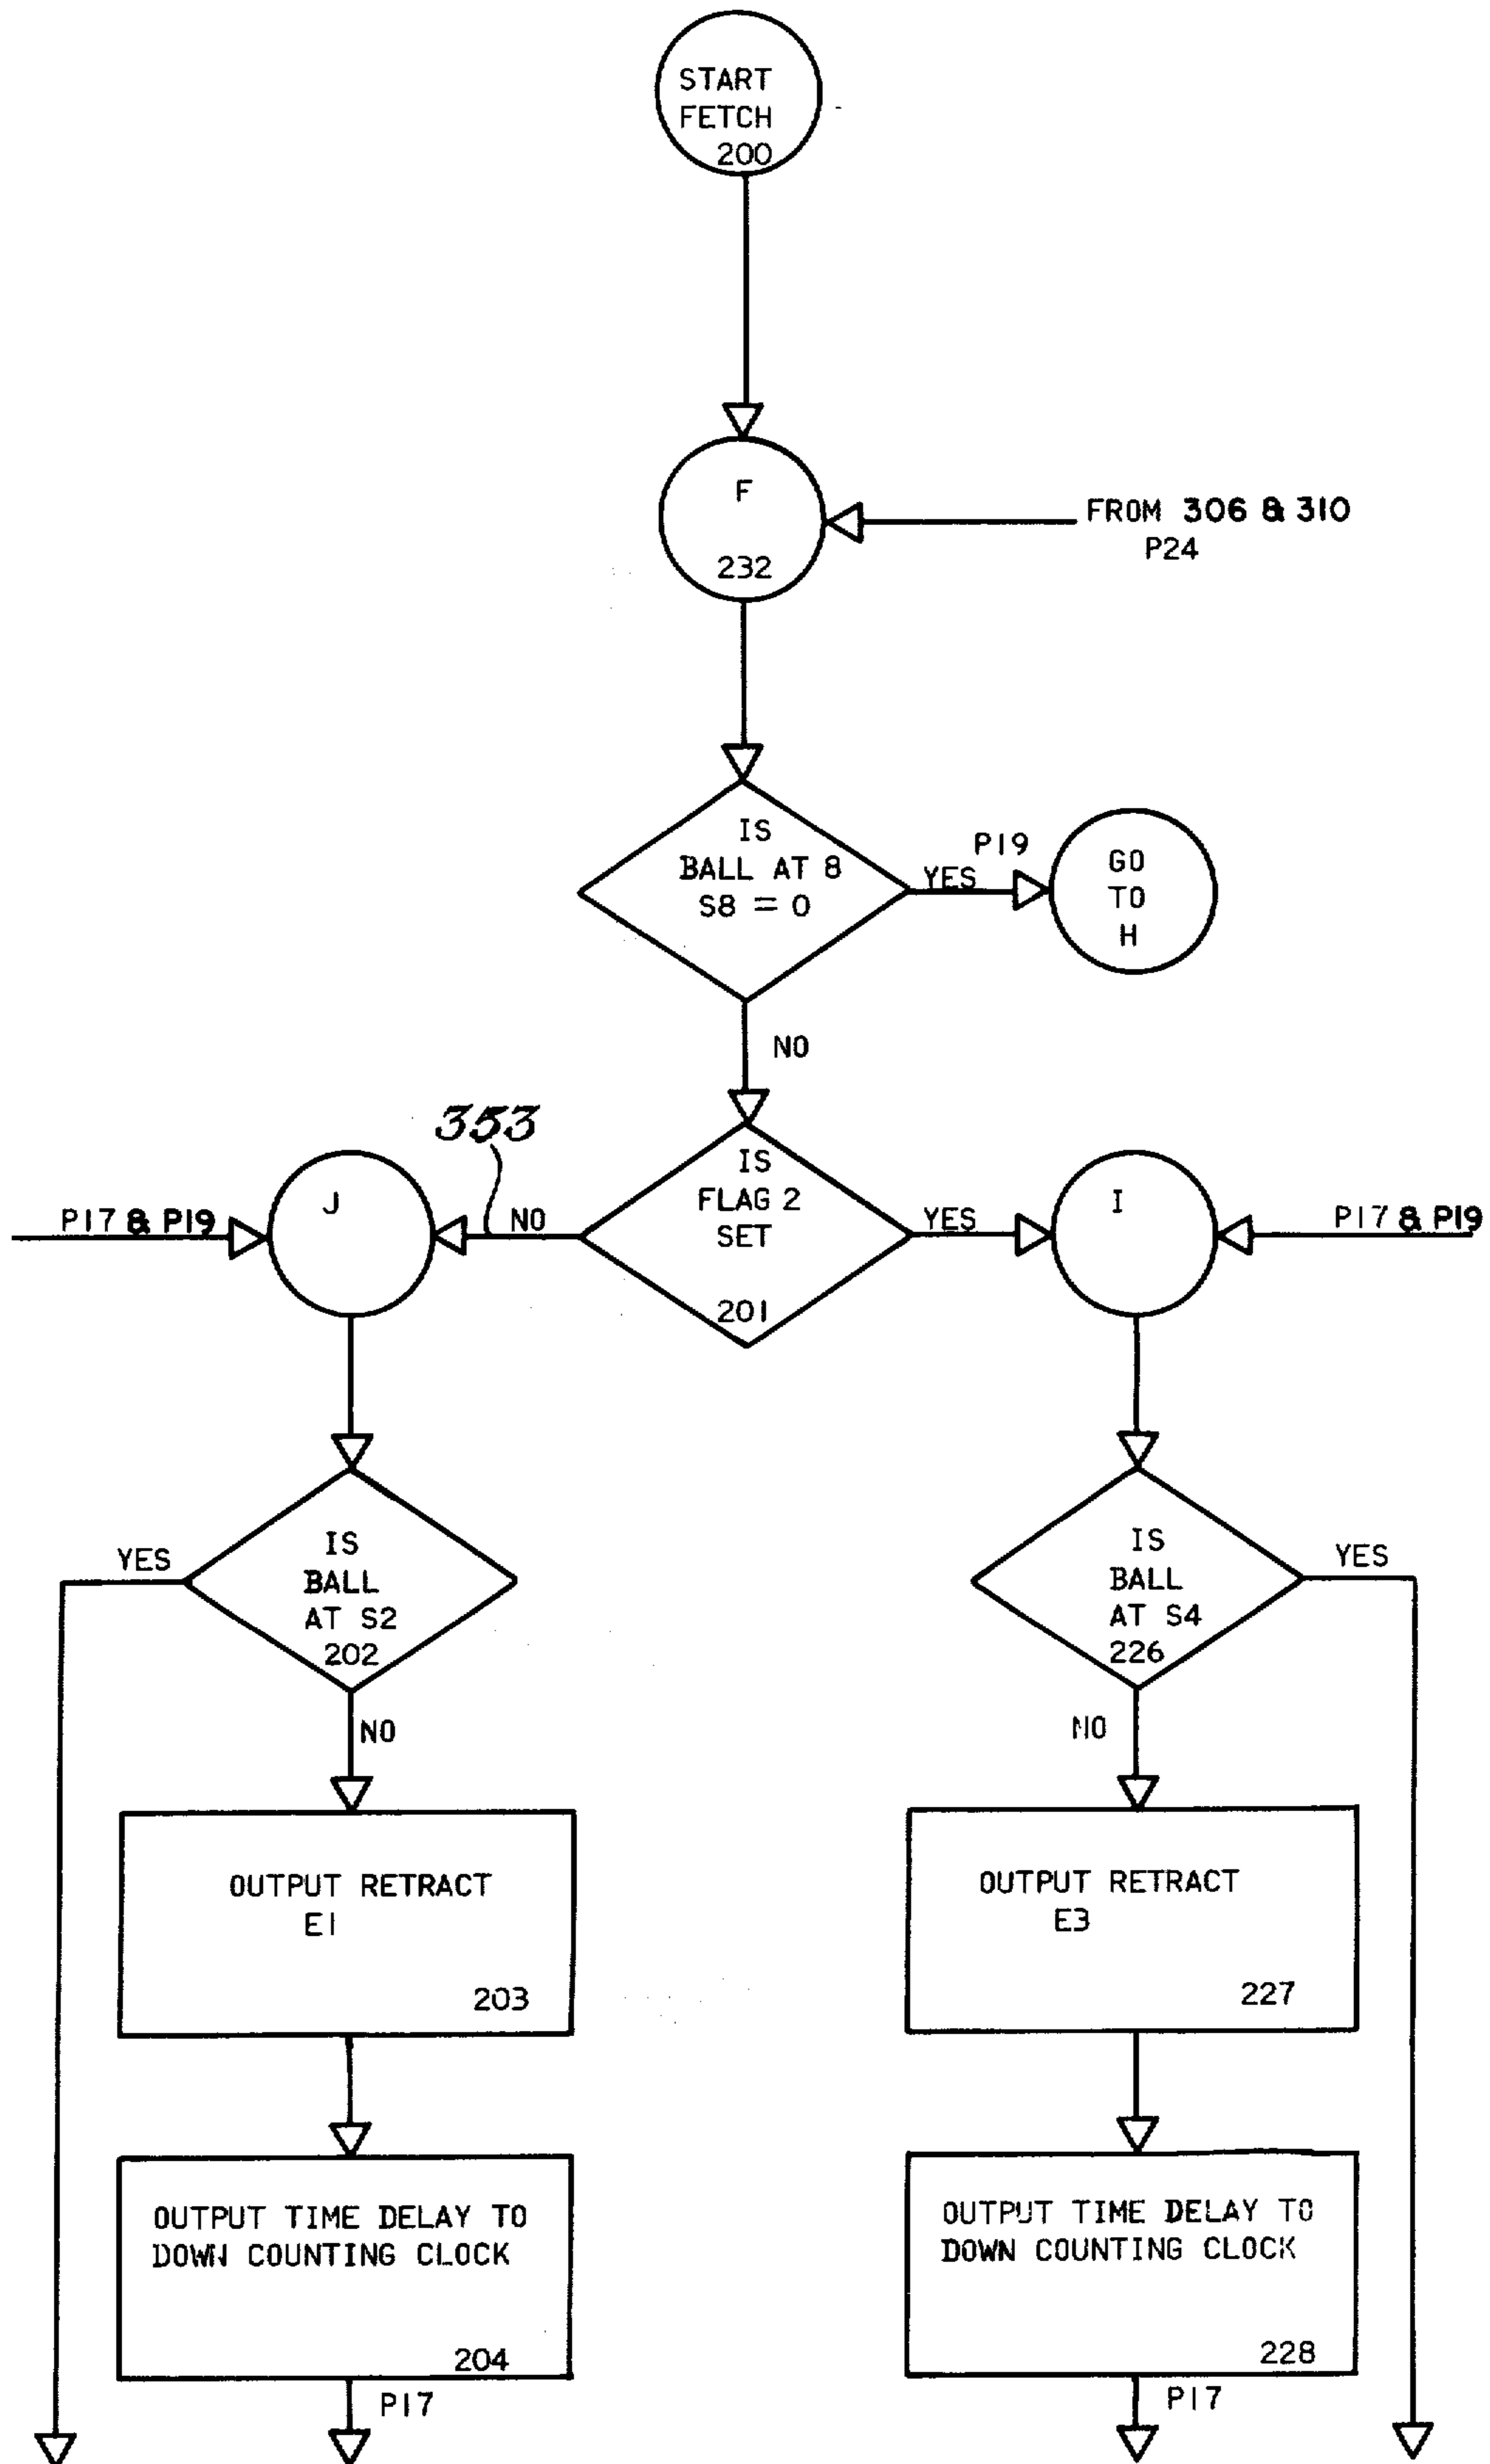 START
FETCH
200
F
232
FROM 306 & 310
P24
IS
BALL AT 8
S8 = 0
YES
P19
GO
TO
H
NO
353
P17 & P19
J
NO
IS
FLAG 2
SET
201
YES
I
P17 & P19
YES
IS
BALL
AT S2
202
NO
IS
BALL
AT S4
226
YES
NO
OUTPUT RETRACT
E1
203
OUTPUT RETRACT
E3
227
OUTPUT TIME DELAY TO
DOWN COUNTING CLOCK
204
P17
OUTPUT TIME DELAY TO
DOWN COUNTING CLOCK
228
P17